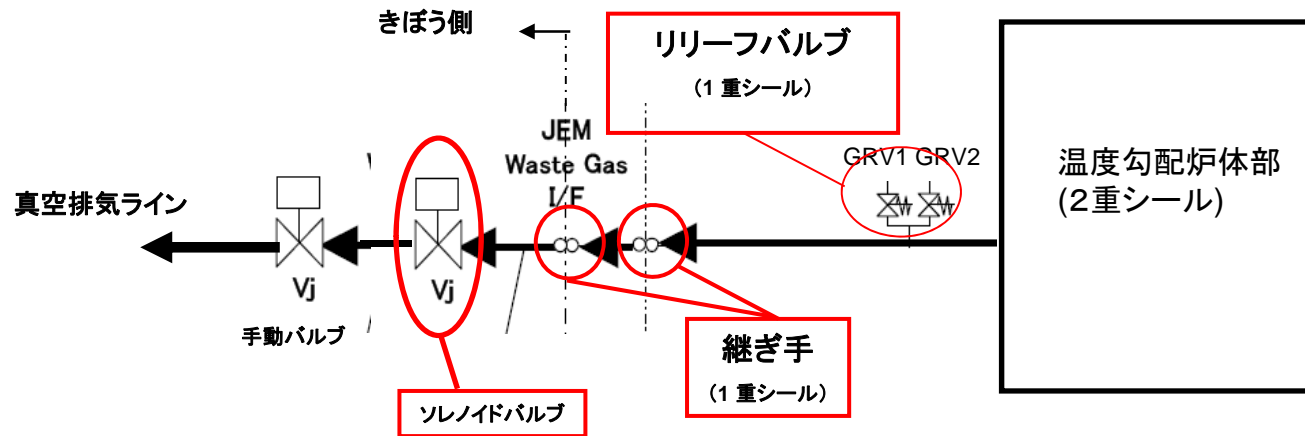 きぼう側
リリーフバルブ
(1 重シール)
JEM
Waste Gas
I/F
GRV1 GRV2
温度勾配炉体部
(2重シール)
真空排気ライン
Vj
Vj
手動バルブ
継ぎ手
(1 重シール)
ソレノイドバルブ